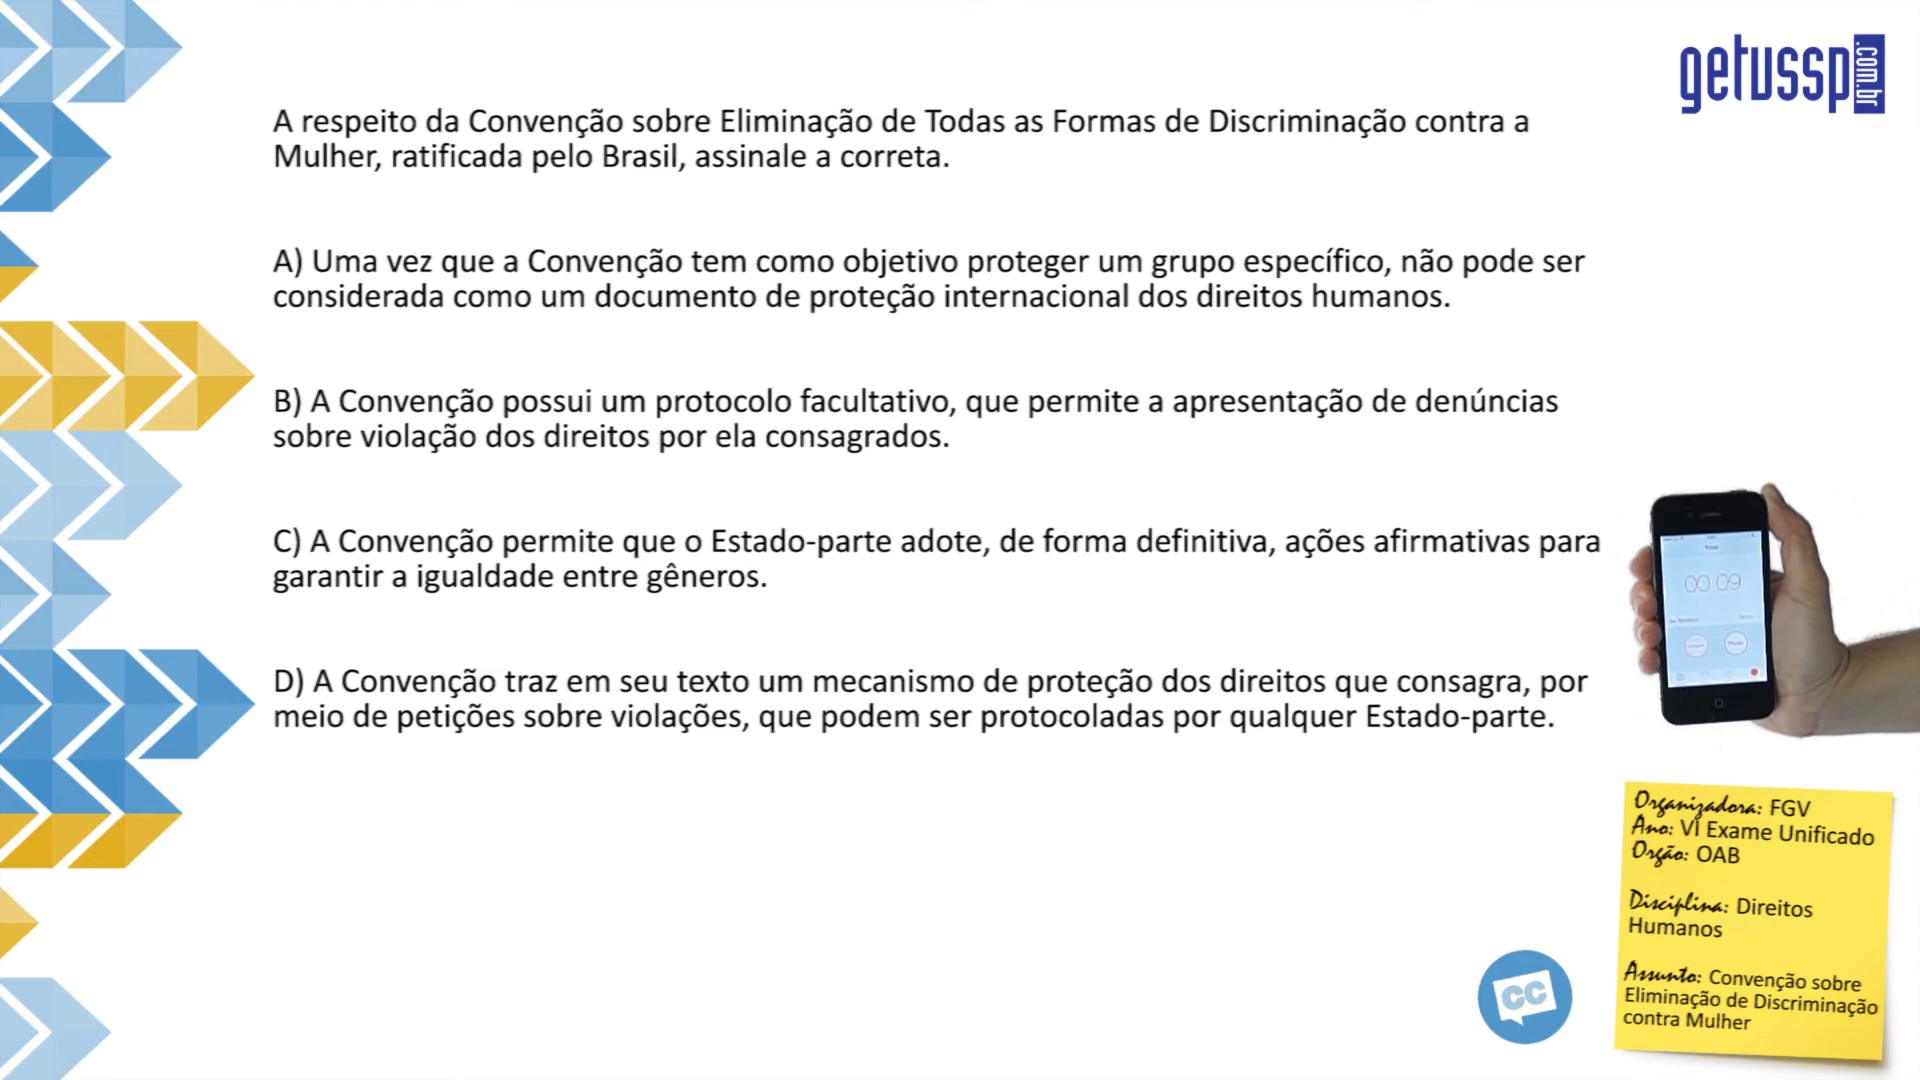 getussp.com.br
A respeito da Convenção sobre Eliminação de Todas as Formas de Discriminação contra a
Mulher, ratificada pelo Brasil, assinale a correta.
A) Uma vez que a Convenção tem como objetivo proteger um grupo específico, não pode ser
considerada como um documento de proteção internacional dos direitos humanos.
B) A Convenção possui um protocolo facultativo, que permite a apresentação de denúncias
sobre violação dos direitos por ela consagrados.
C) A Convenção permite que o Estado-parte adote, de forma definitiva, ações afirmativas para
garantir a igualdade entre gêneros.
D) A Convenção traz em seu texto um mecanismo de proteção dos direitos que consagra, por
meio de petições sobre violações, que podem ser protocoladas por qualquer Estado-parte.
00 09
Organizadora: FGV
Ano: VI Exame Unificado
Orgão: OAB
Disciplina: Direitos
Humanos
Assunto: Convenção sobre
Eliminação de Discriminação
contra Mulher
CC